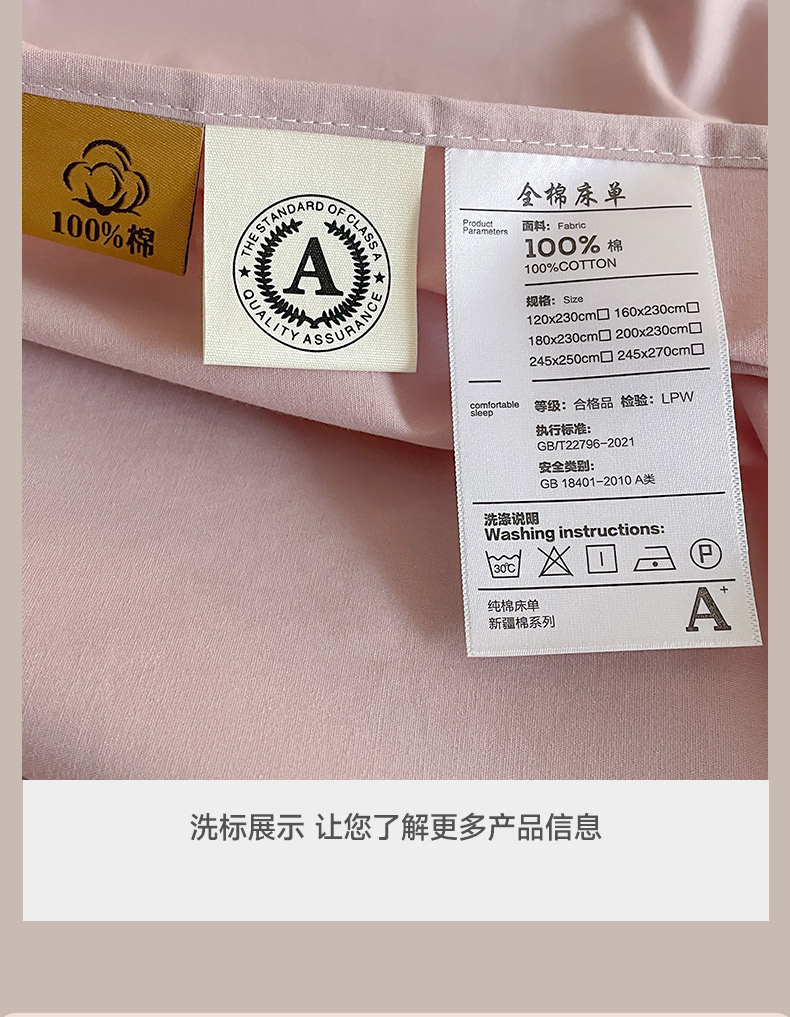 100%棉
THE STANDARD OF CLASS A
A
QUALITY ASSURANCE
全棉床单
Product
Parameters
面料: Fabric
100% 棉
100%COTTON
规格: Size
120x230cm□ 160x230cm□
180x230cm□ 200x230cm□
245x250cm□ 245x270cm□
comfortable
sleep
等级: 合格品 检验: LPW
执行标准:
GB/T22796-2021
安全类别:
GB 18401-2010 A类
洗涤说明
Washing instructions:
30℃
P
纯棉床单
新疆棉系列
A+
洗标展示 让您了解更多产品信息